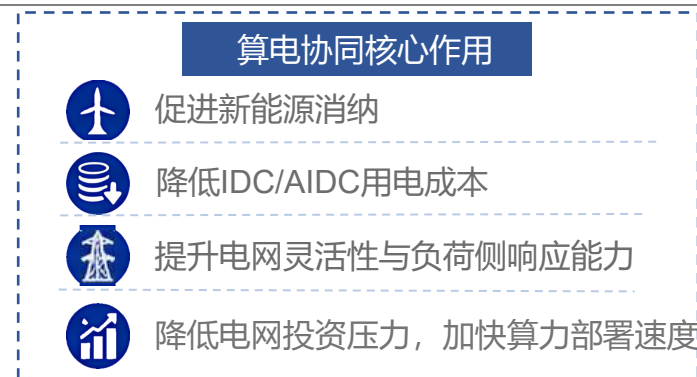 算电协同核心作用
促进新能源消纳
降低IDC/AIDC用电成本
提升电网灵活性与负荷侧响应能力
降低电网投资压力，加快算力部署速度